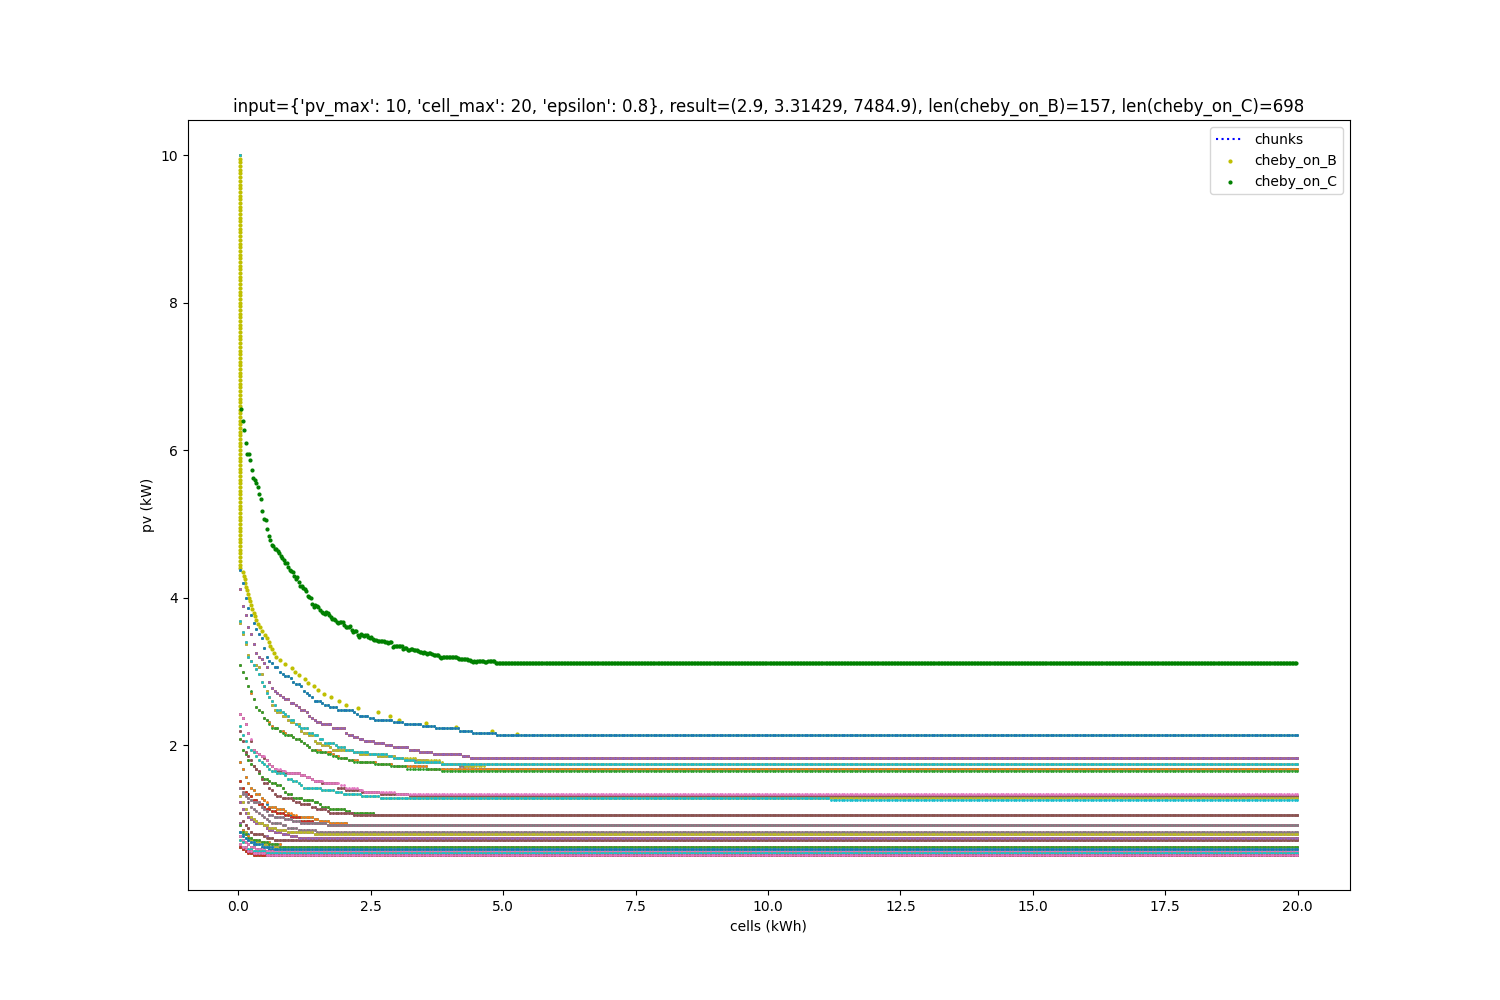 input={'pv_max': 10, 'cell_max': 20, 'epsilon': 0.8}, result=(2.9, 3.31429, 7484.9), len(cheby_on_B)=157, len(cheby_on_C)=698
chunks
cheby_on_B
cheby_on_C
10
8
6
4
2
pv (kW)
0.0 2.5 5.0 7.5 10.0 12.5 15.0 17.5 20.0
cells (kWh)